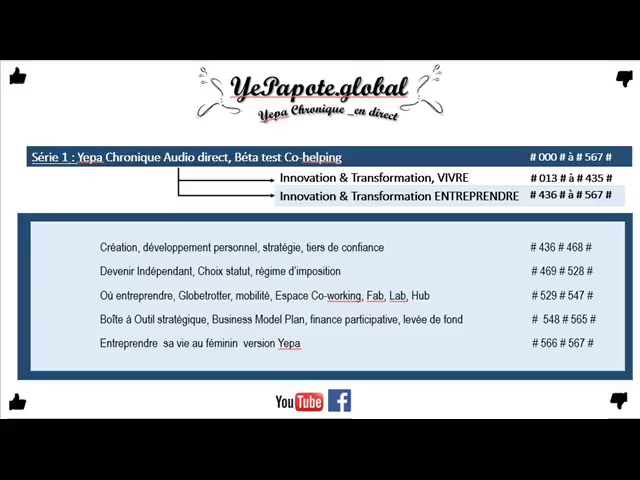 YePapote.global
Yepa Chronique _en direct
Série 1 : Yepa Chronique Audio direct, Béta test Co-helping # 000 # à # 567 #
Innovation & Transformation, VIVRE # 013 # à # 435 #
Innovation & Transformation ENTREPRENDRE # 436 # à # 567 #
Création, développement personnel, stratégie, tiers de confiance # 436 # 468 #
Devenir Indépendant, Choix statut, régime d'imposition # 469 # 528 #
Où entreprendre, Globetrotter, mobilité, Espace Co-working, Fab, Lab, Hub # 529 # 547 #
Boîte à Outil stratégique, Business Model Plan, finance participative, levée de fond # 548 # 565 #
Entreprendre sa vie au féminin version Yepa # 566 # 567 #
You Tube f